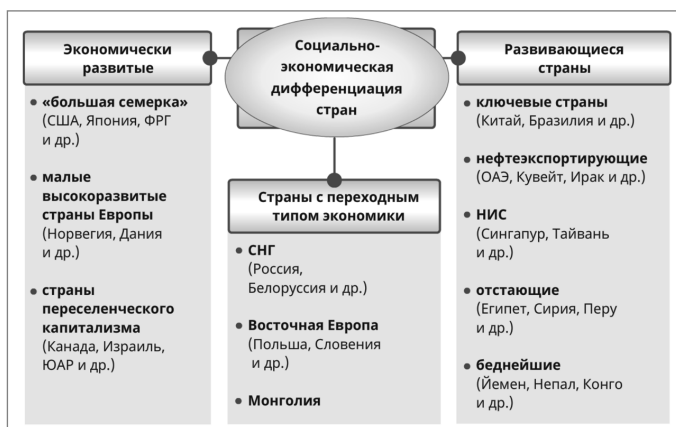 Социально-
экономическая
дифференциация
стран
Экономически
развитые
• «большая семерка»
(США, Япония, ФРГ
и др.)
• малые
высокоразвитые
страны Европы
(Норвегия, Дания
и др.)
• страны
переселенческого
капитализма
(Канада, Израиль,
ЮАР и др.)
Страны с переходным
типом экономики
• СНГ
(Россия,
Белоруссия и др.)
• Восточная Европа
(Польша, Словения
и др.)
• Монголия
Развивающиеся
страны
• ключевые страны
(Китай, Бразилия и др.)
• нефтеэкспортирующие
(ОАЭ, Кувейт, Ирак и др.)
• НИС
(Сингапур, Тайвань
и др.)
• отстающие
(Египет, Сирия, Перу
и др.)
• беднейшие
(Йемен, Непал, Конго
и др.)